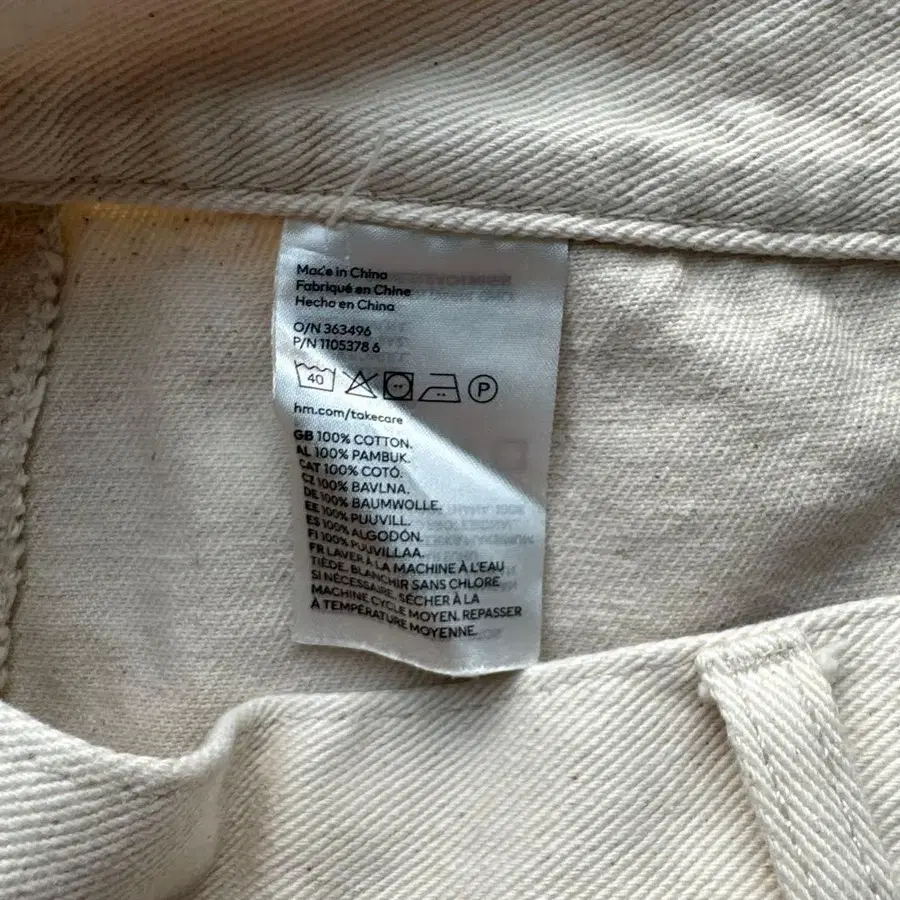 Made in China
Fabriqué en Chine
Hecho en China
O/N 363496
P/N 1105378 6
40 P
hm.com/takecare
GB 100% COTTON.
AL 100% PAMBUK.
CAT 100% COTÓ.
CZ 100% BAVLNA.
DE 100% BAUMWOLLE.
EE 100% PUUVILL.
ES 100% ALGODÓN.
FI 100% PUUVILLAA.
FR LAVER À LA MACHINE À L'EAU
TIÈDE. BLANCHIR SANS CHLORE
SI NÉCESSAIRE. SÉCHER À LA
MACHINE CYCLE MOYEN. REPASSER
À TEMPÉRATURE MOYENNE.